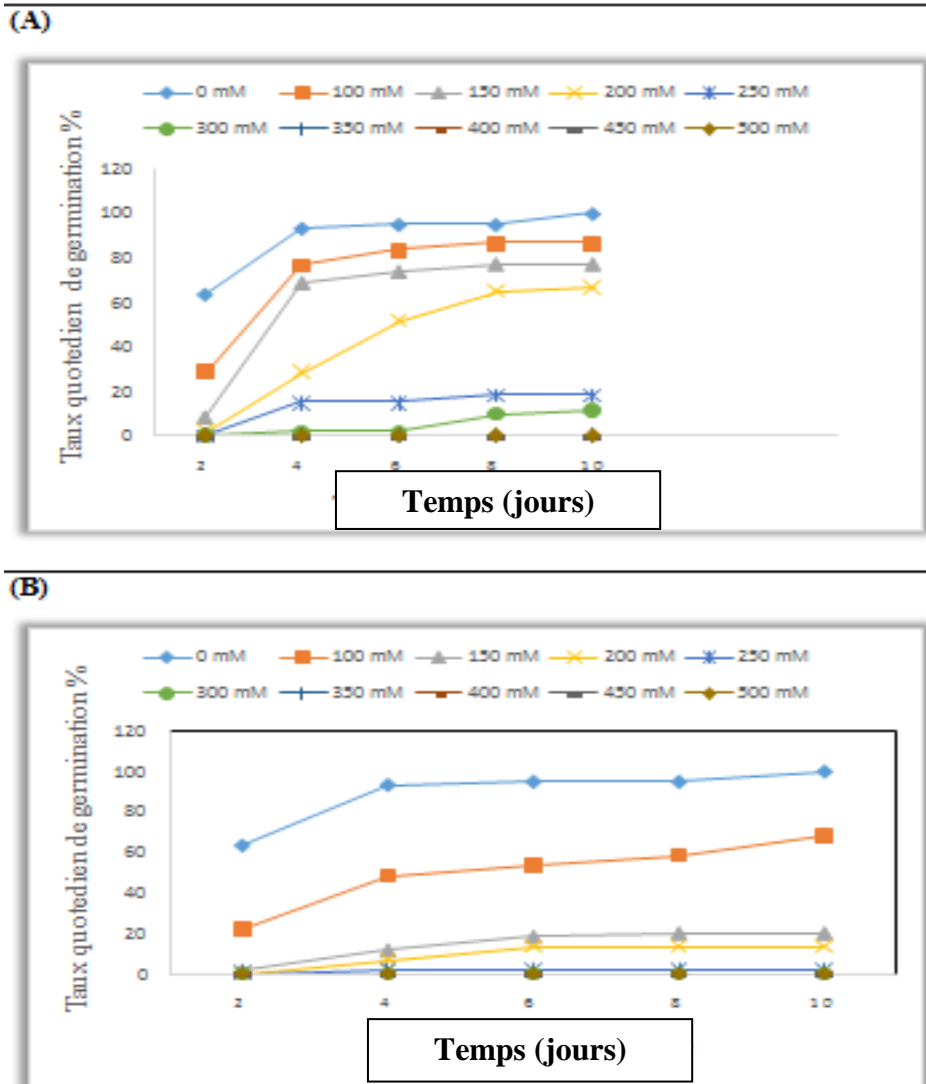 (A)
0 mM 100 mM 150 mM 200 mM 250 mM
300 mM 350 mM 400 mM 450 mM 500 mM
Taux quotedien de germination %
120
100
80
60
40
20
0
2 4 6 8 10
Temps (jours)
(B)
0 mM 100 mM 150 mM 200 mM 250 mM
300 mM 350 mM 400 mM 450 mM 500 mM
Taux quotedien de germination %
120
100
80
60
40
20
0
2 4 6 8 10
Temps (jours)